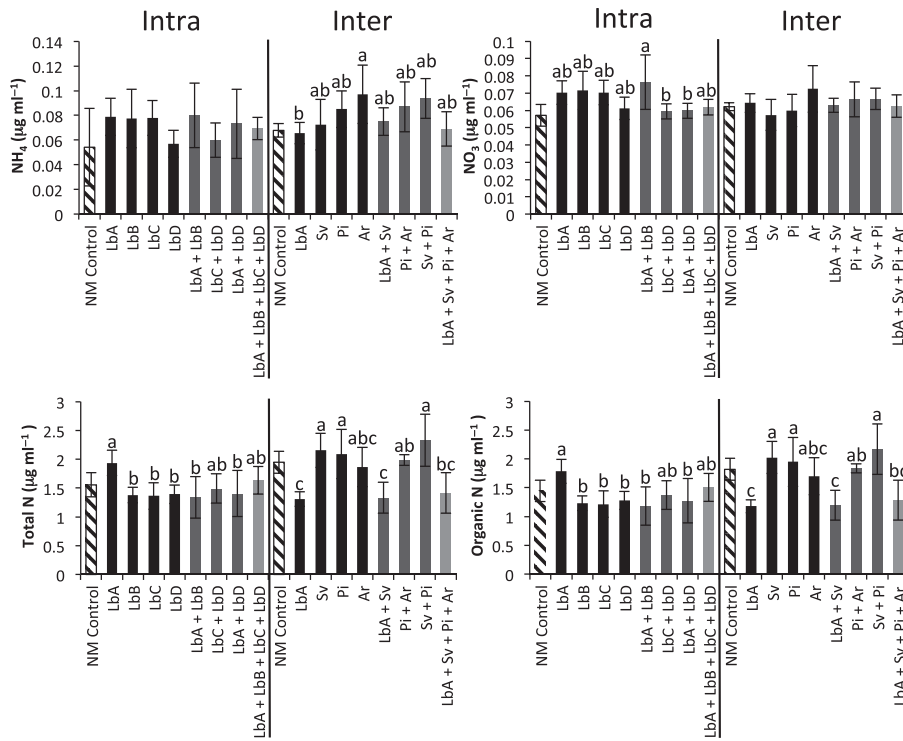 Intra
Inter
NH4 (µg ml−1)
0.14
0.12
0.1
0.08
0.06
0.04
0.02
0
b
ab
ab
a
ab
ab
ab
ab
NM Control
LbA
LbB
LbC
LbD
LbA + LbB
LbC + LbD
LbA + LbD
LbA + LbB + LbC + LbD
NM Control
LbA
Sv
Pi
Ar
LbA + Sv
Pi + Ar
Sv + Pi
LbA + Sv + Pi + Ar
Intra
Inter
NO3 (µg ml−1)
0.1
0.09
0.08
0.07
0.06
0.05
0.04
0.03
0.02
0.01
0
ab
ab
ab
ab
a
b
b
ab
NM Control
LbA
LbB
LbC
LbD
LbA + LbB
LbC + LbD
LbA + LbD
LbA + LbB + LbC + LbD
NM Control
LbA
Sv
Pi
Ar
LbA + Sv
Pi + Ar
Sv + Pi
LbA + Sv + Pi + Ar
Total N (µg ml−1)
3
2.5
2
1.5
1
0.5
0
a
b
b
b
b
ab
ab
ab
c
a
a
abc
c
ab
a
bc
NM Control
LbA
LbB
LbC
LbD
LbA + LbB
LbC + LbD
LbA + LbD
LbA + LbB + LbC + LbD
NM Control
LbA
Sv
Pi
Ar
LbA + Sv
Pi + Ar
Sv + Pi
LbA + Sv + Pi + Ar
Organic N (µg ml−1)
3
2.5
2
1.5
1
0.5
0
a
b
b
b
b
ab
b
ab
c
a
a
abc
c
ab
a
bc
NM Control
LbA
LbB
LbC
LbD
LbA + LbB
LbC + LbD
LbA + LbD
LbA + LbB + LbC + LbD
NM Control
LbA
Sv
Pi
Ar
LbA + Sv
Pi + Ar
Sv + Pi
LbA + Sv + Pi + Ar